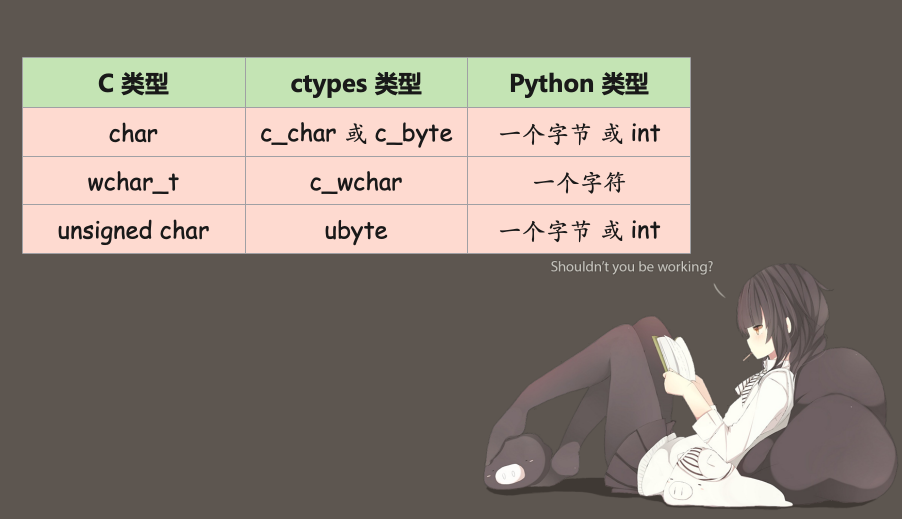 C 类型 ctypes 类型 Python 类型
char c_char 或 c_byte 一个字节 或 int
wchar_t c_wchar 一个字符
unsigned char ubyte 一个字节 或 int
Shouldn't you be working?